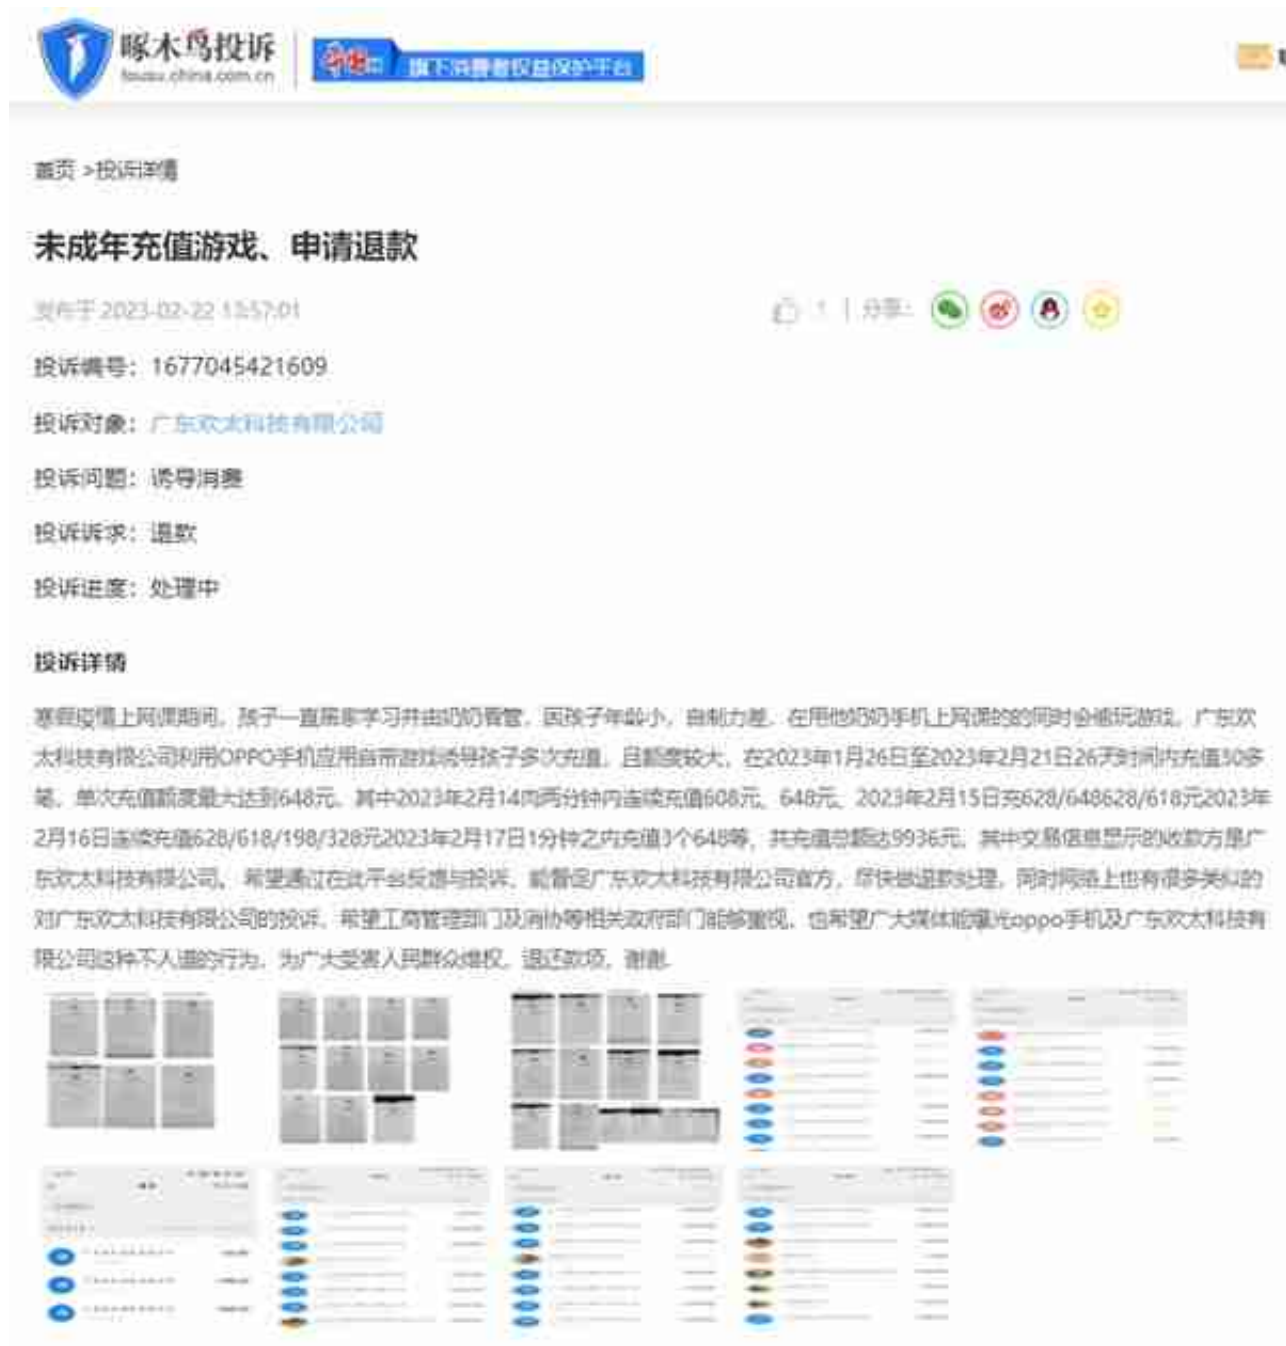 啄木鸟投诉
tousu.china.com.cn
旗下消费者权益保护平台
首页 >投诉详情
未成年充值游戏、申请退款
发布于 2023-02-22 13:57:01
1 | 分享:
投诉编号：1677045421609
投诉对象：广东欢太科技有限公司
投诉问题：诱导消费
投诉诉求：退款
投诉进度：处理中
投诉详情
寒假疫情上网课期间，孩子一直居家学习并由奶奶看管，因孩子年龄小，自制力差，在用他奶奶手机上网课的的同时会偷玩游戏，广东欢
太科技有限公司利用OPPO手机应用自带游戏诱导孩子多次充值，且额度较大，在2023年1月26日至2023年2月21日26天时间内充值30多
笔，单次充值额度最大达到648元。其中2023年2月14内两分钟内连续充值608元、648元，2023年2月15日充628/648628/618元2023年
2月16日连续充值628/618/198/328元2023年2月17日1分钟之内充值3个648等，共充值总额达9936元，其中交易信息显示的收款方是广
东欢太科技有限公司。 希望通过在此平台反馈与投诉，能督促广东欢太科技有限公司官方，尽快做退款处理，同时网络上也有很多类似的
对广东欢太科技有限公司的投诉，希望工商管理部门及消协等相关政府部门能够重视，也希望广大媒体能曝光oppo手机及广东欢太科技有
限公司这种不人道的行为，为广大受害人民群众维权，退还款项，谢谢.